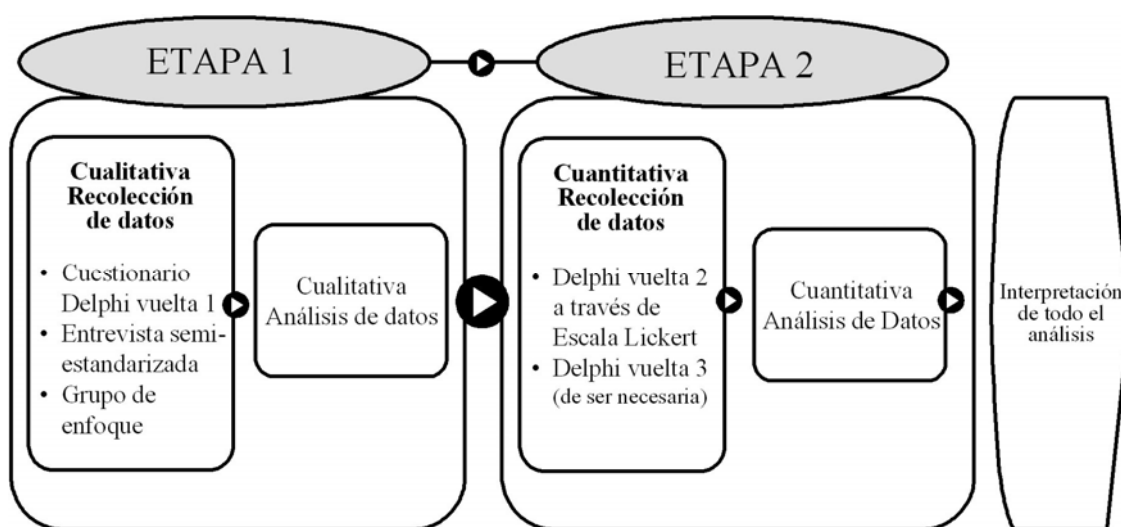 ETAPA 1
ETAPA 2
Cualitativa
Recolección
de datos
• Cuestionario
Delphi vuelta 1
• Entrevista semi-
estandarizada
• Grupo de
enfoque
Cualitativa
Análisis de datos
Cuantitativa
Recolección
de datos
• Delphi vuelta 2
a través de
Escala Lickert
• Delphi vuelta 3
(de ser necesaria)
Cuantitativa
Análisis de Datos
Interpretación
de todo el
análisis